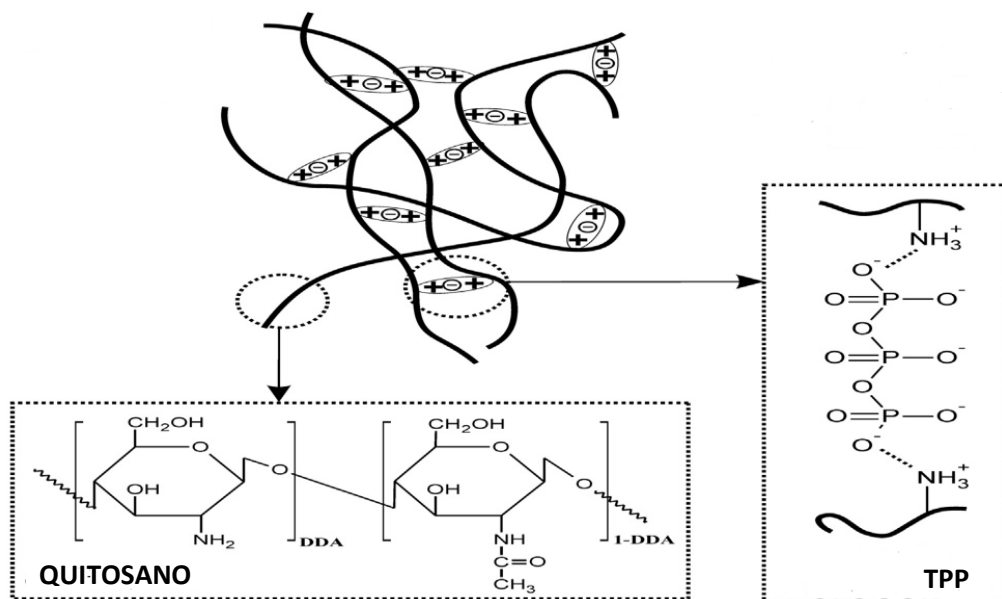 NH₃⁺
O⁻
O=P–O⁻
O
O=P–O⁻
O
O=P–O⁻
O⁻
NH₃⁺
TPP
CH₂OH
O
OH
NH₂
O
DDA
CH₂OH
O
OH
NH
C=O
CH₃
O
1-DDA
QUITOSANO